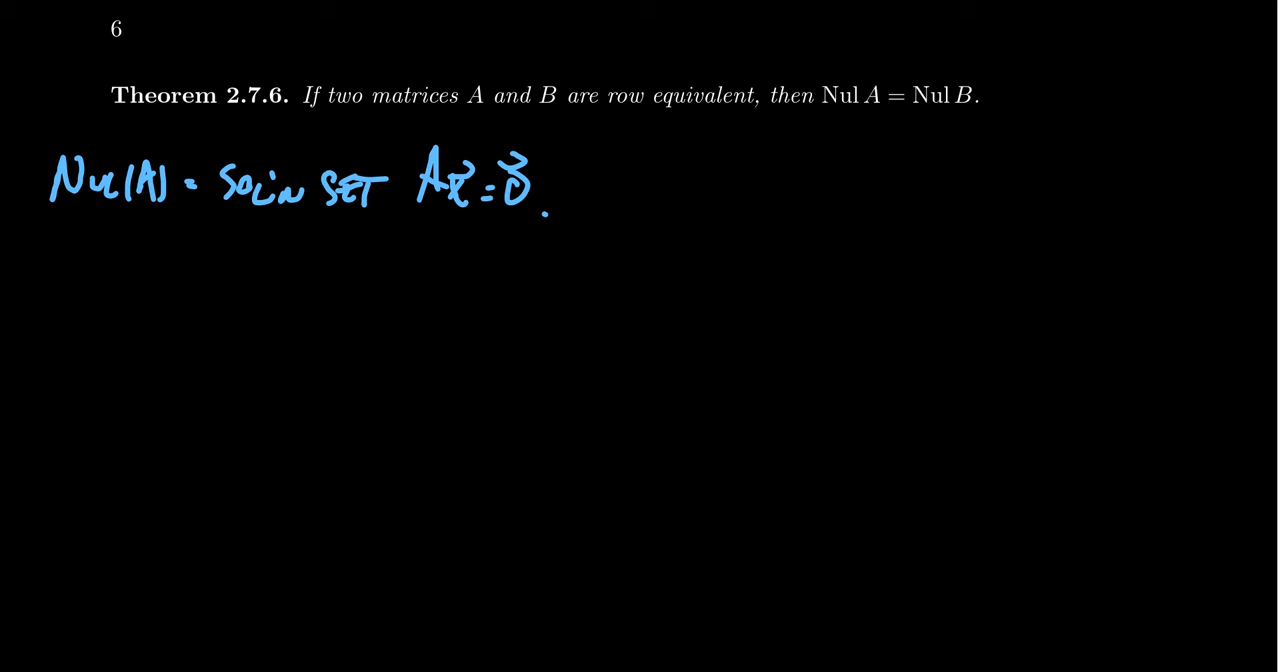 6
Theorem 2.7.6. If two matrices A and B are row equivalent, then Nul A = Nul B.
Nul(A) = SOL'N SET Ax⃗ = 0⃗.